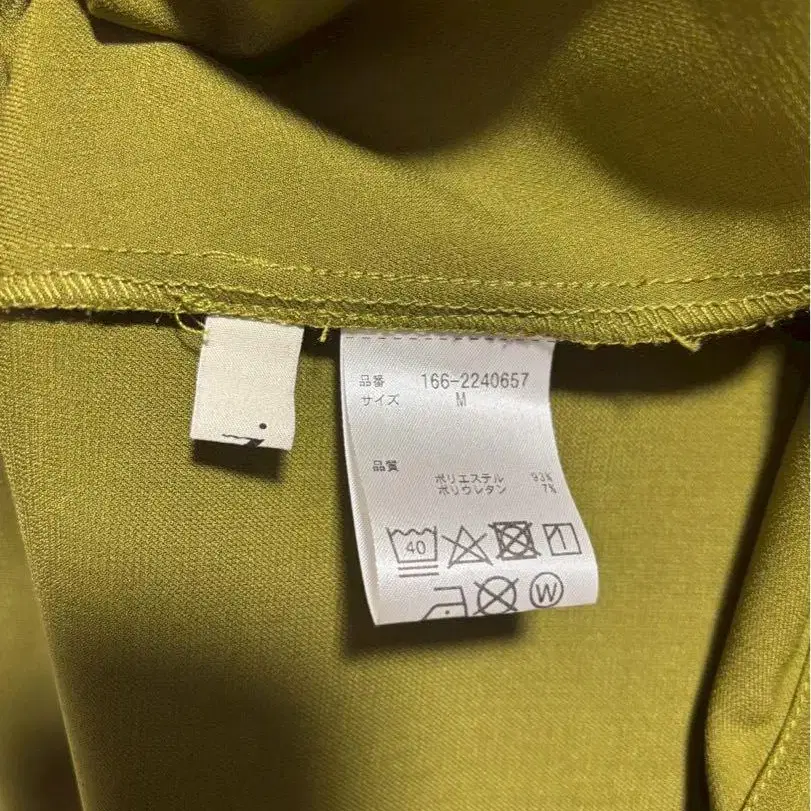 品番 166-2240657
サイズ M
品質
ポリエステル 93%
ポリウレタン 7%
40
W